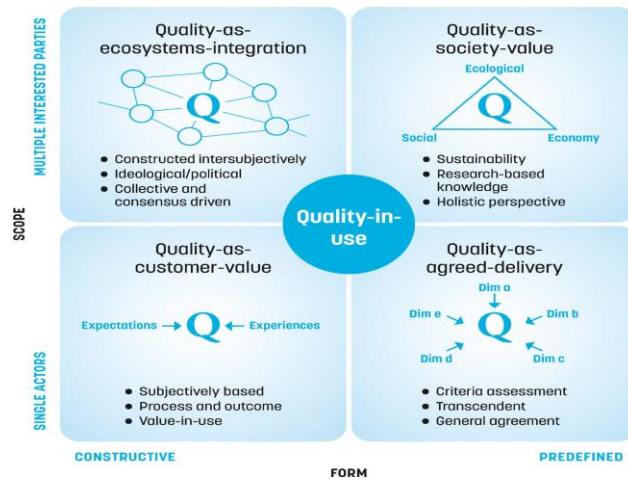 Quality-as-
ecosystems-integration
Q
● Constructed intersubjectively
● Ideological/political
● Collective and
consensus driven
Quality-as-
society-value
Ecological
Q
Social
Economy
● Sustainability
● Research-based
knowledge
● Holistic perspective
Quality-in-
use
Quality-as-
customer-value
Expectations
Q
Experiences
● Subjectively based
● Process and outcome
● Value-in-use
Quality-as-
agreed-delivery
Dim a
Dim e
Dim b
Q
Dim d
Dim c
● Criteria assessment
● Transcendent
● General agreement
MULTIPLE INTERESTED PARTIES
SCOPE
SINGLE ACTORS
CONSTRUCTIVE
PREDEFINED
FORM